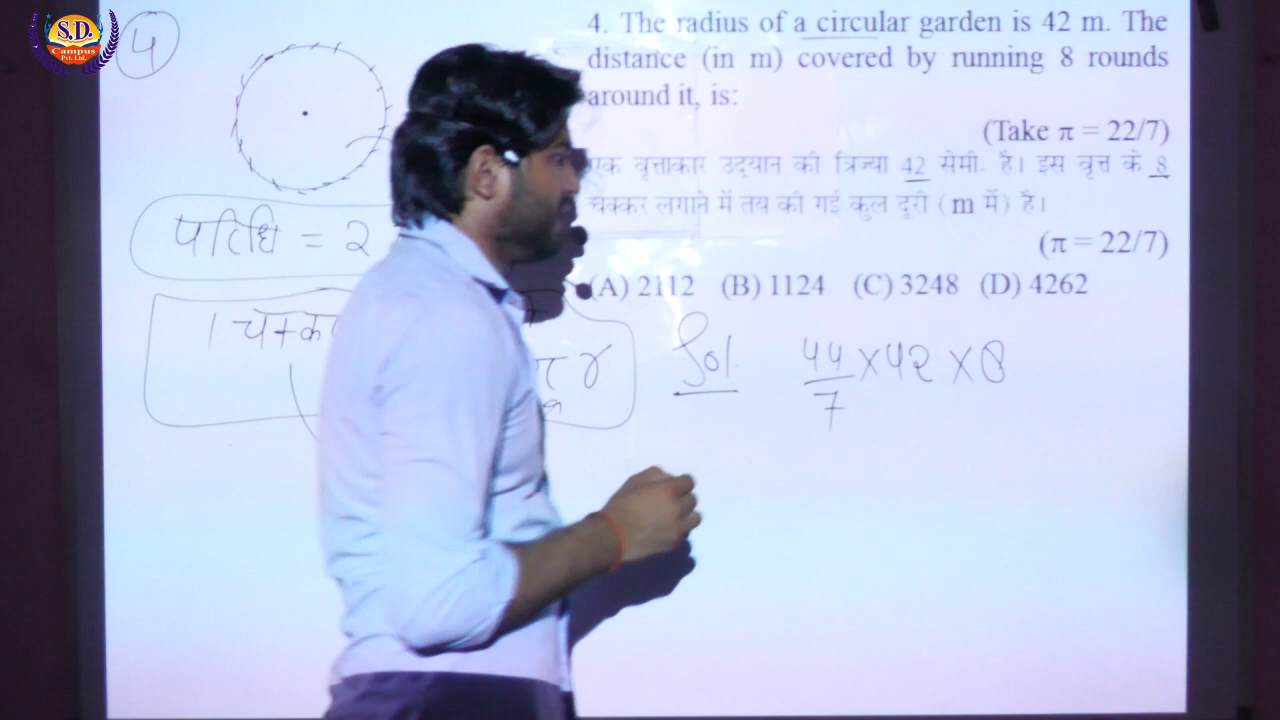 S.D.
Campus
Pvt. Ltd.
4
4. The radius of a circular garden is 42 m. The
distance (in m) covered by running 8 rounds
around it, is:
(Take π = 22/7)
एक वृत्ताकार उद्यान की त्रिज्या 42 सेमी. है। इस वृत्त के 8
चक्कर लगाने में तय की गई कुल दूरी (m में) है।
(π = 22/7)
(A) 2112 (B) 1124 (C) 3248 (D) 4262
परिधि = 2
1 चक्क
π r
Sol
44/7 × 42 × 8